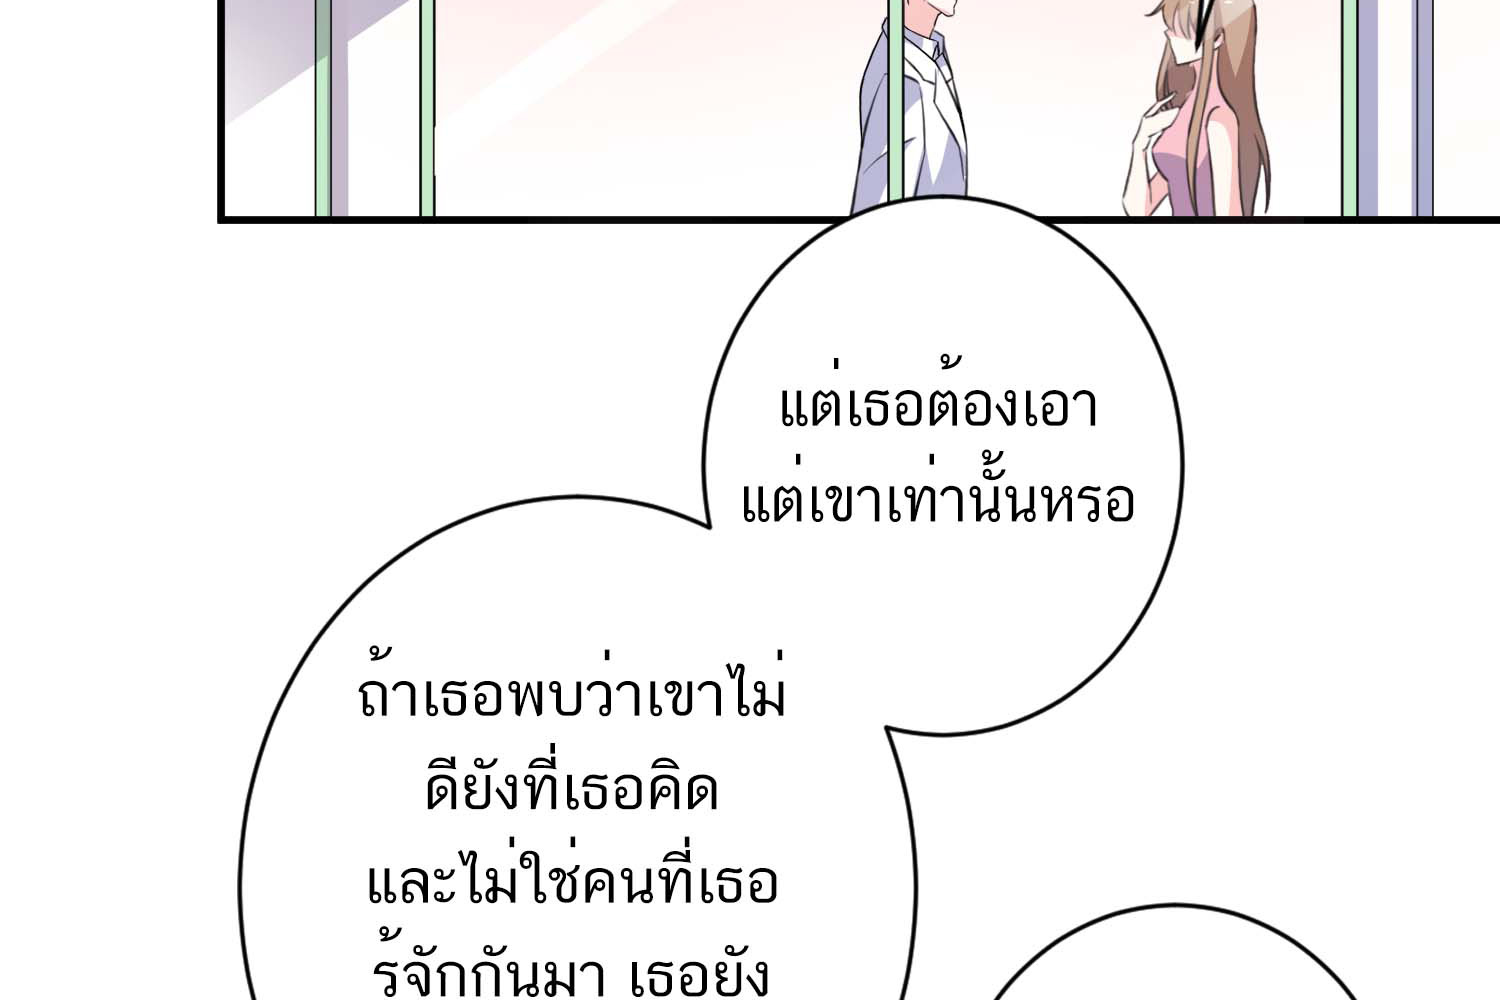 แต่เธอต้องเอา
แต่เขาเท่านั้นหรอ
ถ้าเธอพบว่าเขาไม่
ดียังที่เธอคิด
และไม่ใช่คนที่เธอ
รู้จักกันมา เธอยัง